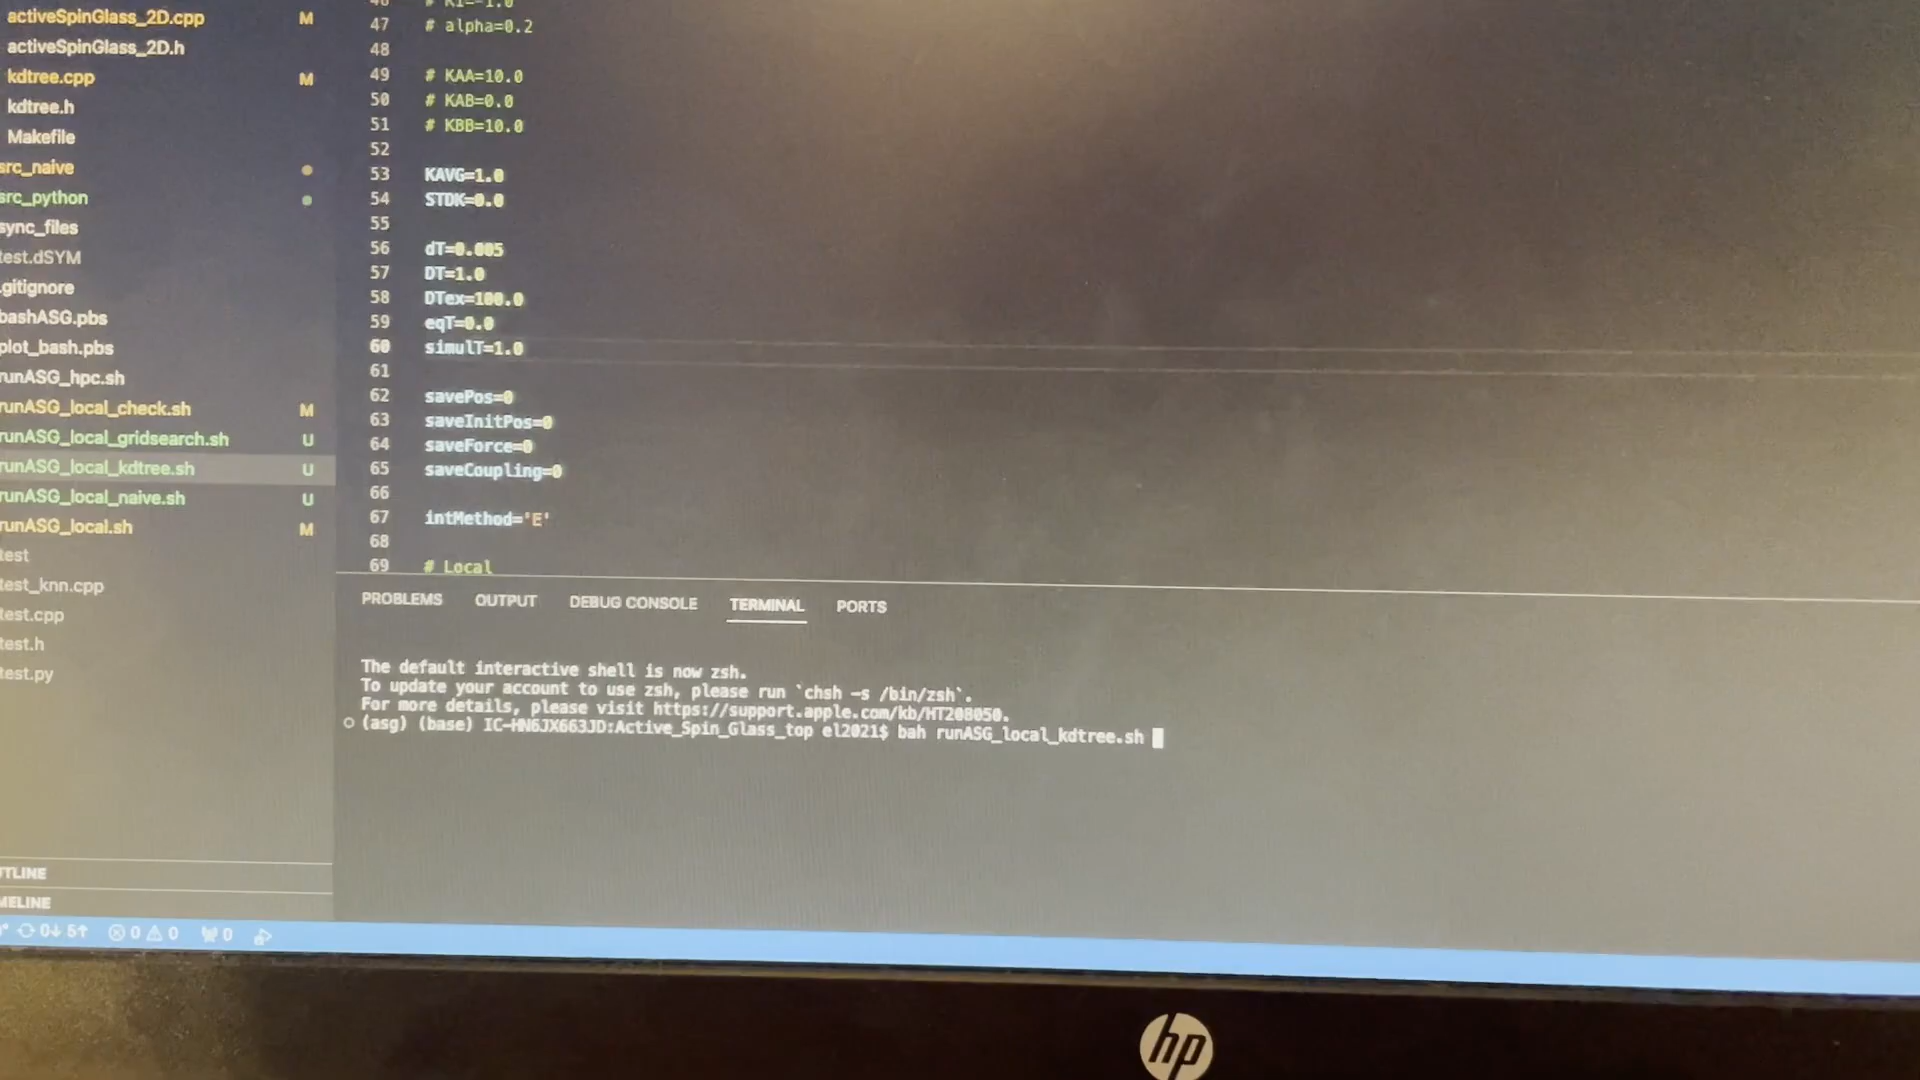 activeSpinGlass_2D.cpp M
activeSpinGlass_2D.h
kdtree.cpp M
kdtree.h
Makefile
src_naive
src_python
sync_files
test.dSYM
.gitignore
bashASG.pbs
plot_bash.pbs
runASG_hpc.sh
runASG_local_check.sh M
runASG_local_gridsearch.sh U
runASG_local_kdtree.sh U
runASG_local_naive.sh U
runASG_local.sh M
test
test_knn.cpp
test.cpp
test.h
test.py
UTLINE
MELINE
0↓ 5↑ 0 0 0
47 # alpha=0.2
48
49 # KAA=10.0
50 # KAB=0.0
51 # KBB=10.0
52
53 KAVG=1.0
54 STDK=0.0
55
56 dT=0.005
57 DT=1.0
58 DTex=100.0
59 eqT=0.0
60 simulT=1.0
61
62 savePos=0
63 saveInitPos=0
64 saveForce=0
65 saveCoupling=0
66
67 intMethod='E'
68
69 # Local
PROBLEMS OUTPUT DEBUG CONSOLE TERMINAL PORTS
The default interactive shell is now zsh.
To update your account to use zsh, please run `chsh -s /bin/zsh`.
For more details, please visit https://support.apple.com/kb/HT208050.
(asg) (base) IC-HN6JX663JD:Active_Spin_Glass_top el2021$ bah runASG_local_kdtree.sh
hp